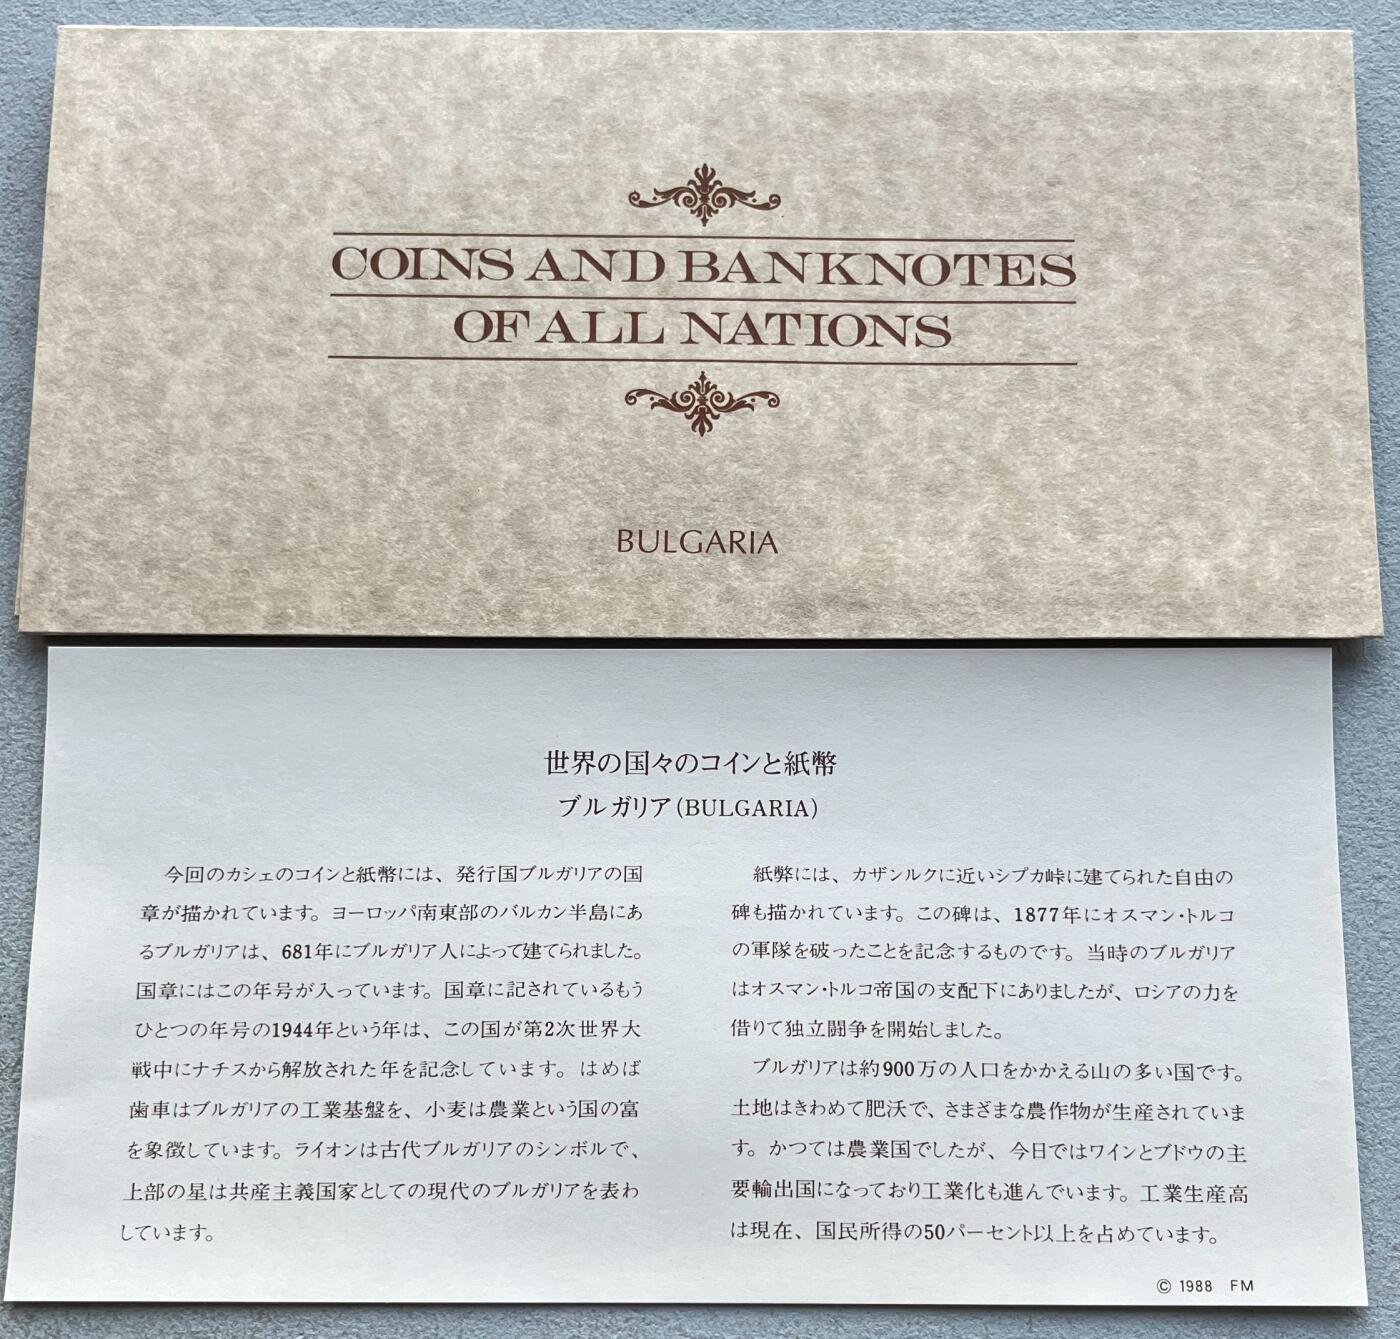 COINS AND BANKNOTES
OF ALL NATIONS
BULGARIA
世界の国々のコインと紙幣
ブルガリア(BULGARIA)
今回のカシェのコインと紙幣には、発行国ブルガリアの国
章が描かれています。ヨーロッパ南東部のバルカン半島にあ
るブルガリアは、681年にブルガリア人によって建てられました。
国章にはこの年号が入っています。国章に記されているもう
ひとつの年号の1944年という年は、この国が第2次世界大
戦中にナチスから解放された年を記念しています。はめば
歯車はブルガリアの工業基盤を、小麦は農業という国の富
を象徴しています。ライオンは古代ブルガリアのシンボルで、
上部の星は共産主義国家としての現代のブルガリアを表わ
しています。
紙弊には、カザンルクに近いシプカ峠に建てられた自由の
碑も描かれています。この碑は、1877年にオスマン・トルコ
の軍隊を破ったことを記念するものです。当時のブルガリア
はオスマン・トルコ帝国の支配下にありましたが、ロシアの力を
借りて独立闘争を開始しました。
ブルガリアは約900万の人口をかかえる山の多い国です。
土地はきわめて肥沃で、さまざまな農作物が生産されていま
す。かつては農業国でしたが、今日ではワインとブドウの主
要輸出国になっており工業化も進んでいます。工業生産高
は現在、国民所得の50パーセント以上を占めています。
© 1988 FM